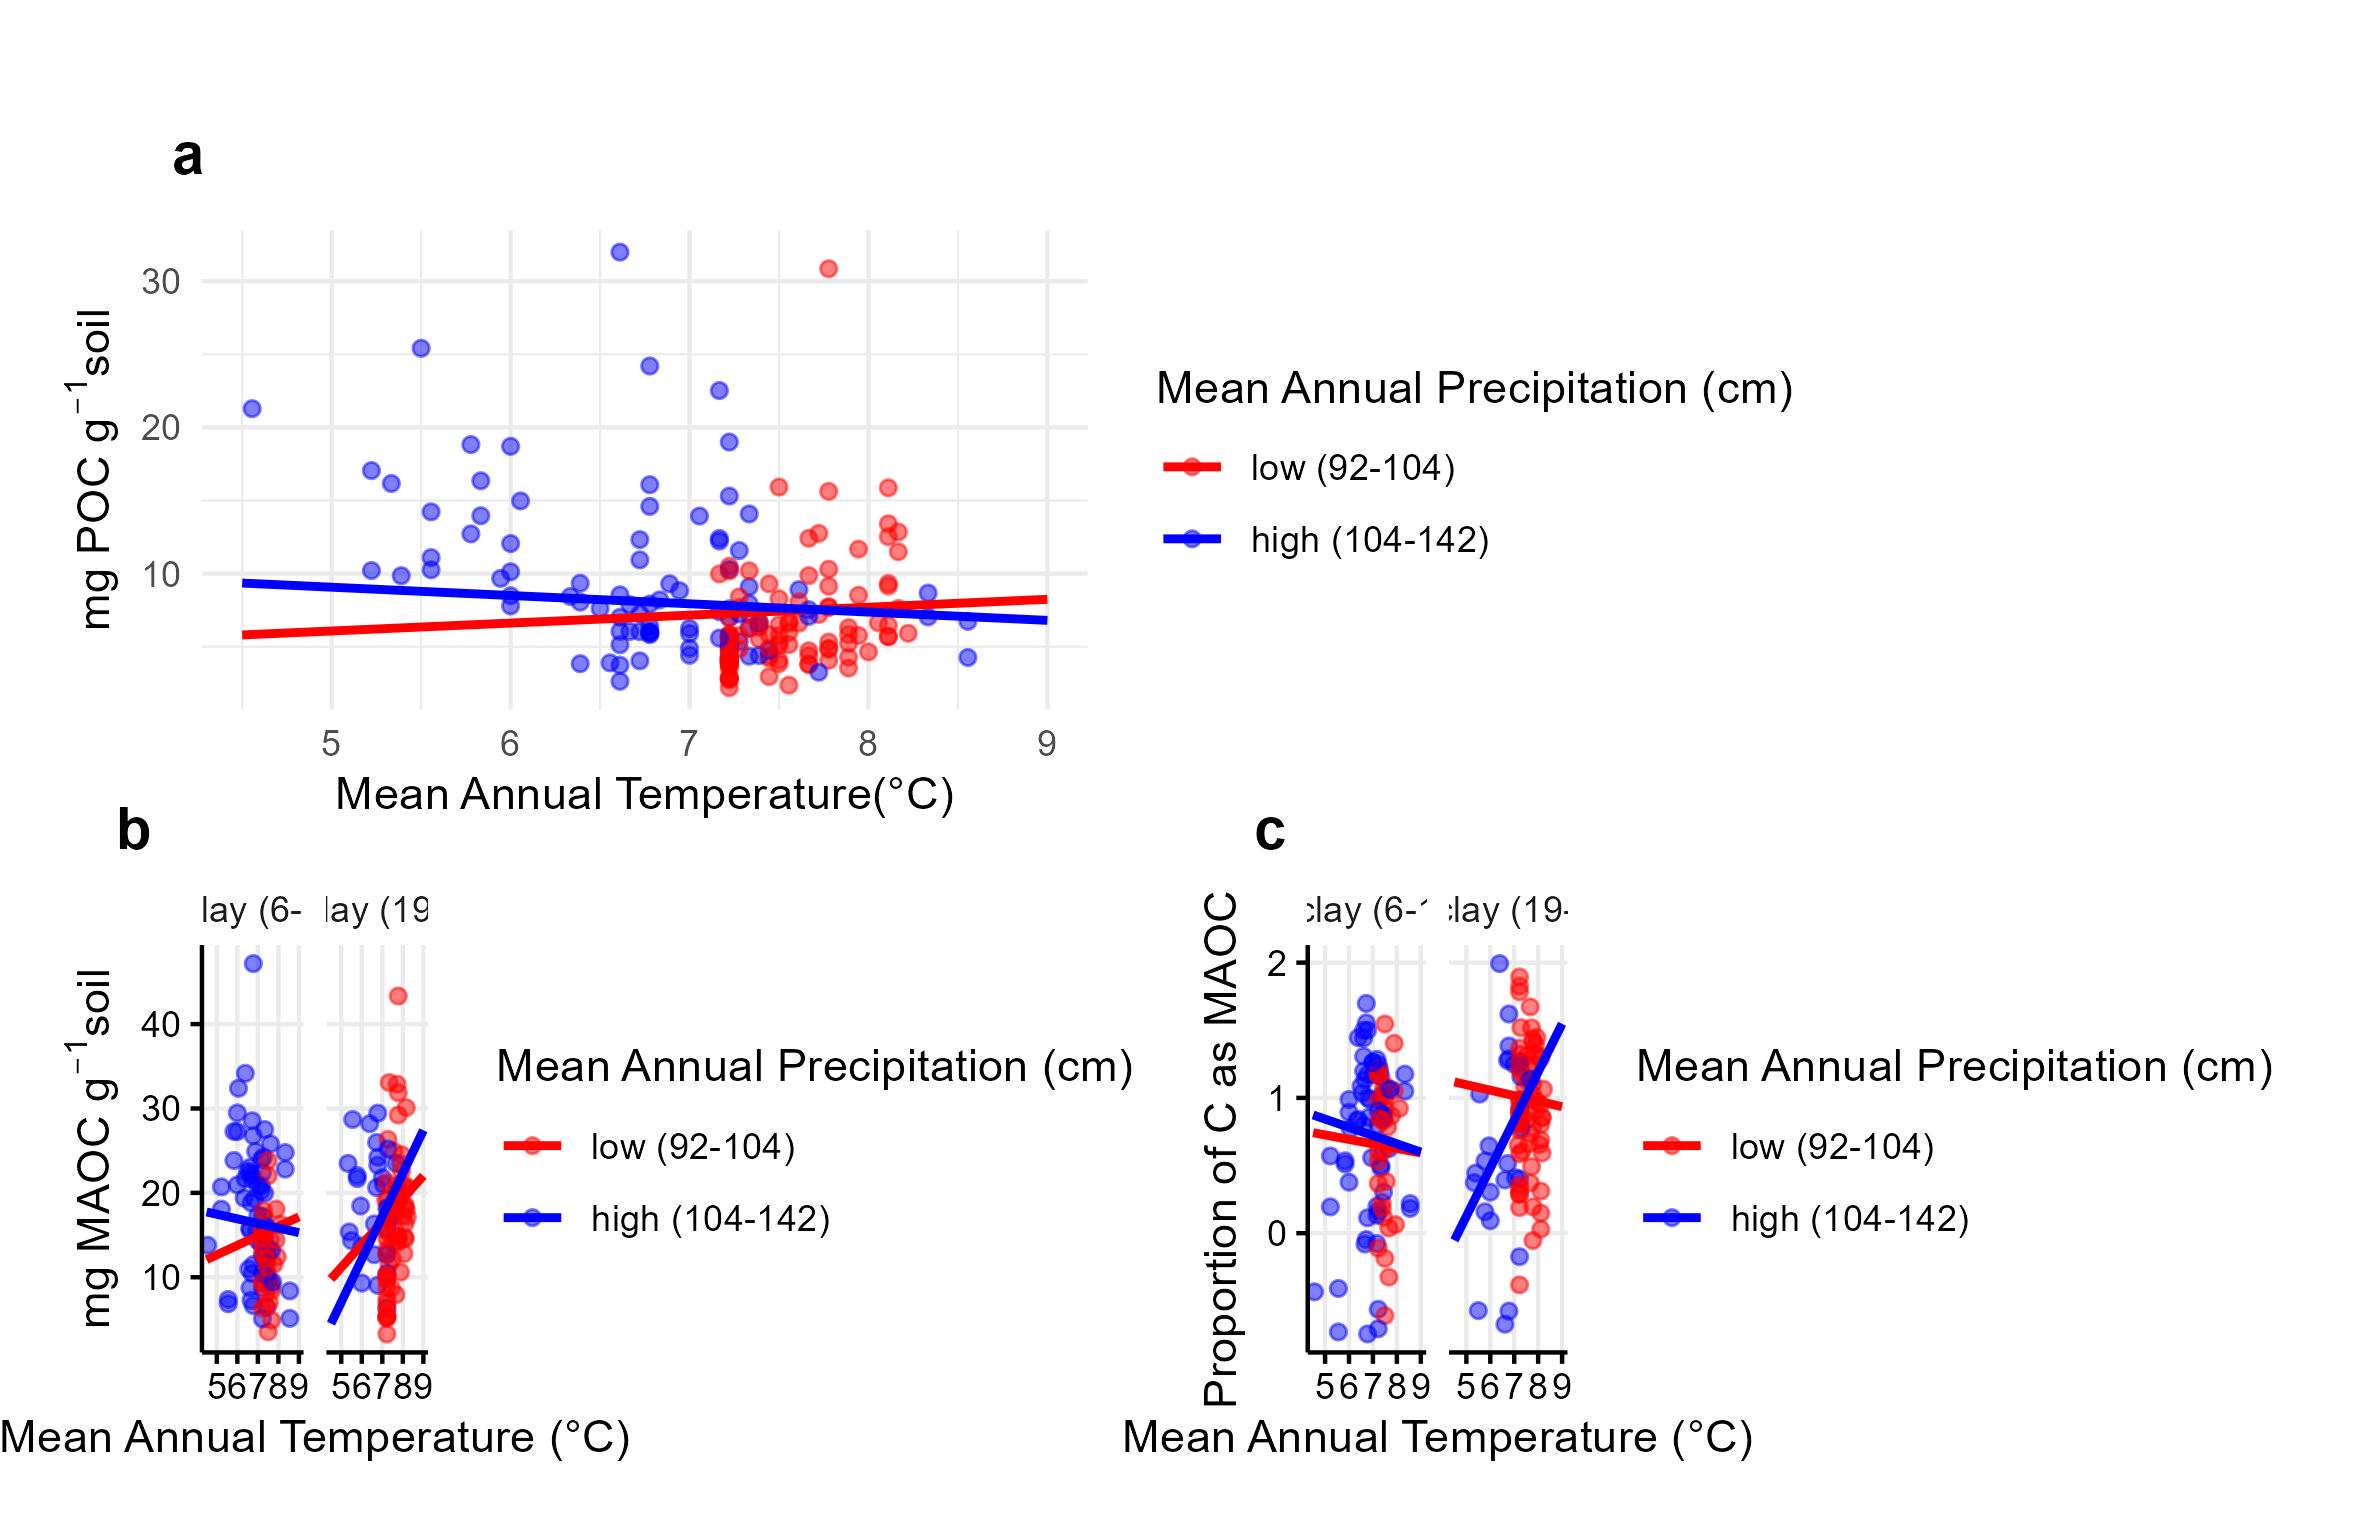 a
30
20
10
mg POC g⁻¹soil
5 6 7 8 9
Mean Annual Temperature(°C)
Mean Annual Precipitation (cm)
low (92-104)
high (104-142)
b
lay (6- lay (19
40
30
20
10
mg MAOC g⁻¹soil
56789 56789
Mean Annual Temperature (°C)
Mean Annual Precipitation (cm)
low (92-104)
high (104-142)
c
clay (6-1 clay (19-
2
1
0
Proportion of C as MAOC
56789 56789
Mean Annual Temperature (°C)
Mean Annual Precipitation (cm)
low (92-104)
high (104-142)